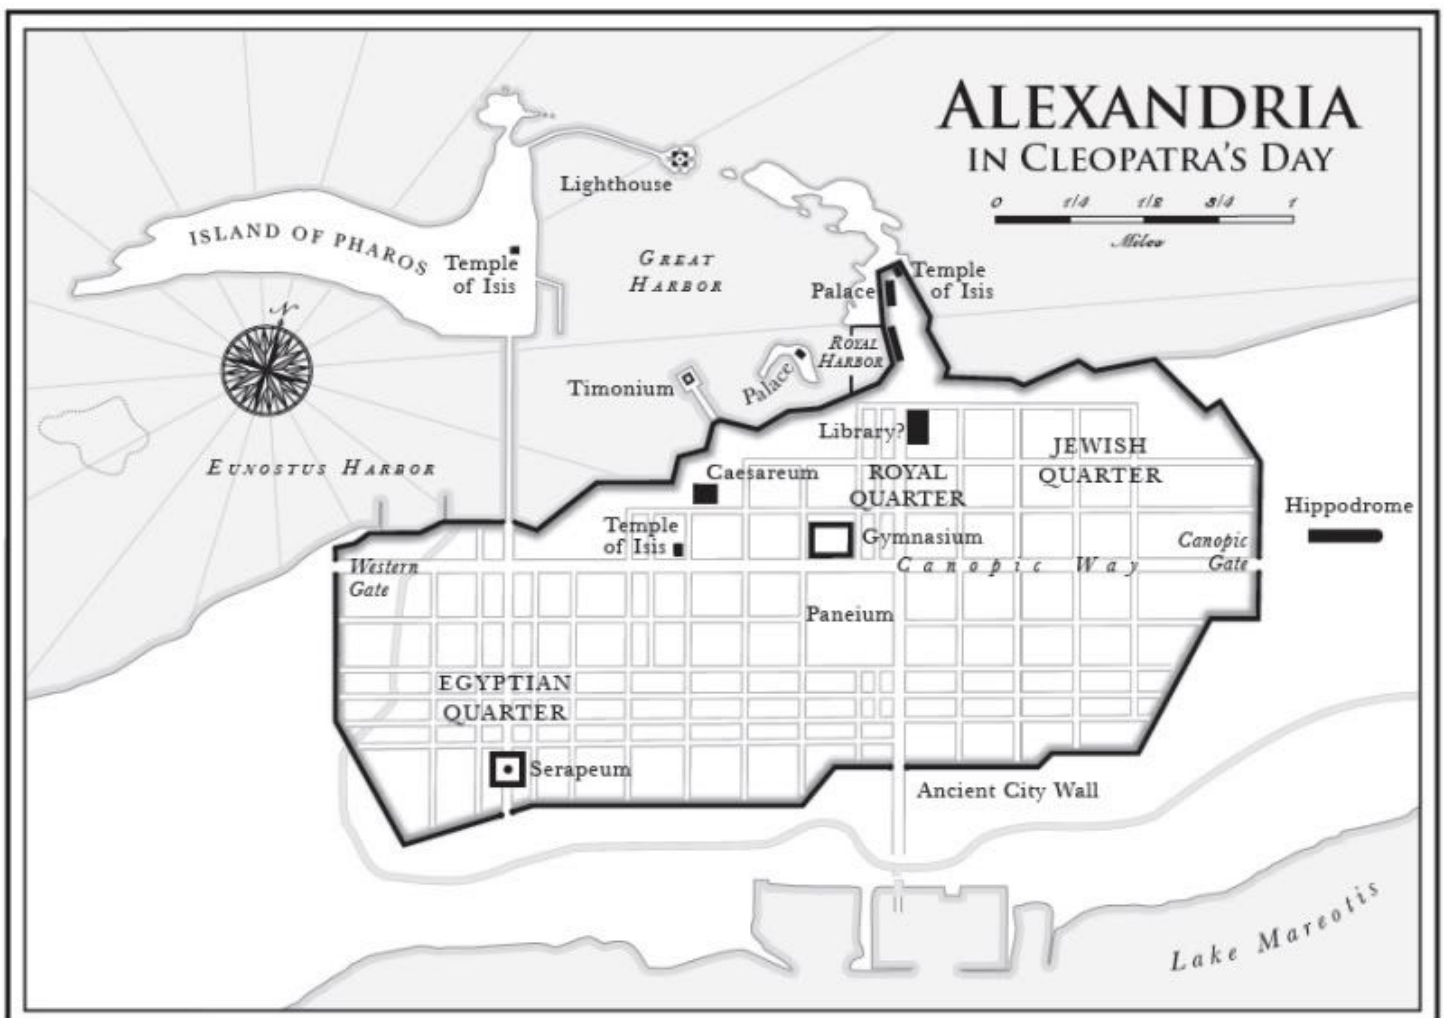 ALEXANDRIA
IN CLEOPATRA'S DAY
0 1/4 1/2 3/4 1
Miles
Lighthouse
ISLAND OF PHAROS
Temple
of Isis
GREAT
HARBOR
Palace
Temple
of Isis
N
ROYAL
HARBOR
Palace
Timonium
EUNOSTUS HARBOR
Library?
JEWISH
QUARTER
Caesareum
ROYAL
QUARTER
Hippodrome
Temple
of Isis
Gymnasium
Canopic
Gate
Western
Gate
Canopic Way
Paneium
EGYPTIAN
QUARTER
Serapeum
Ancient City Wall
Lake Mareotis